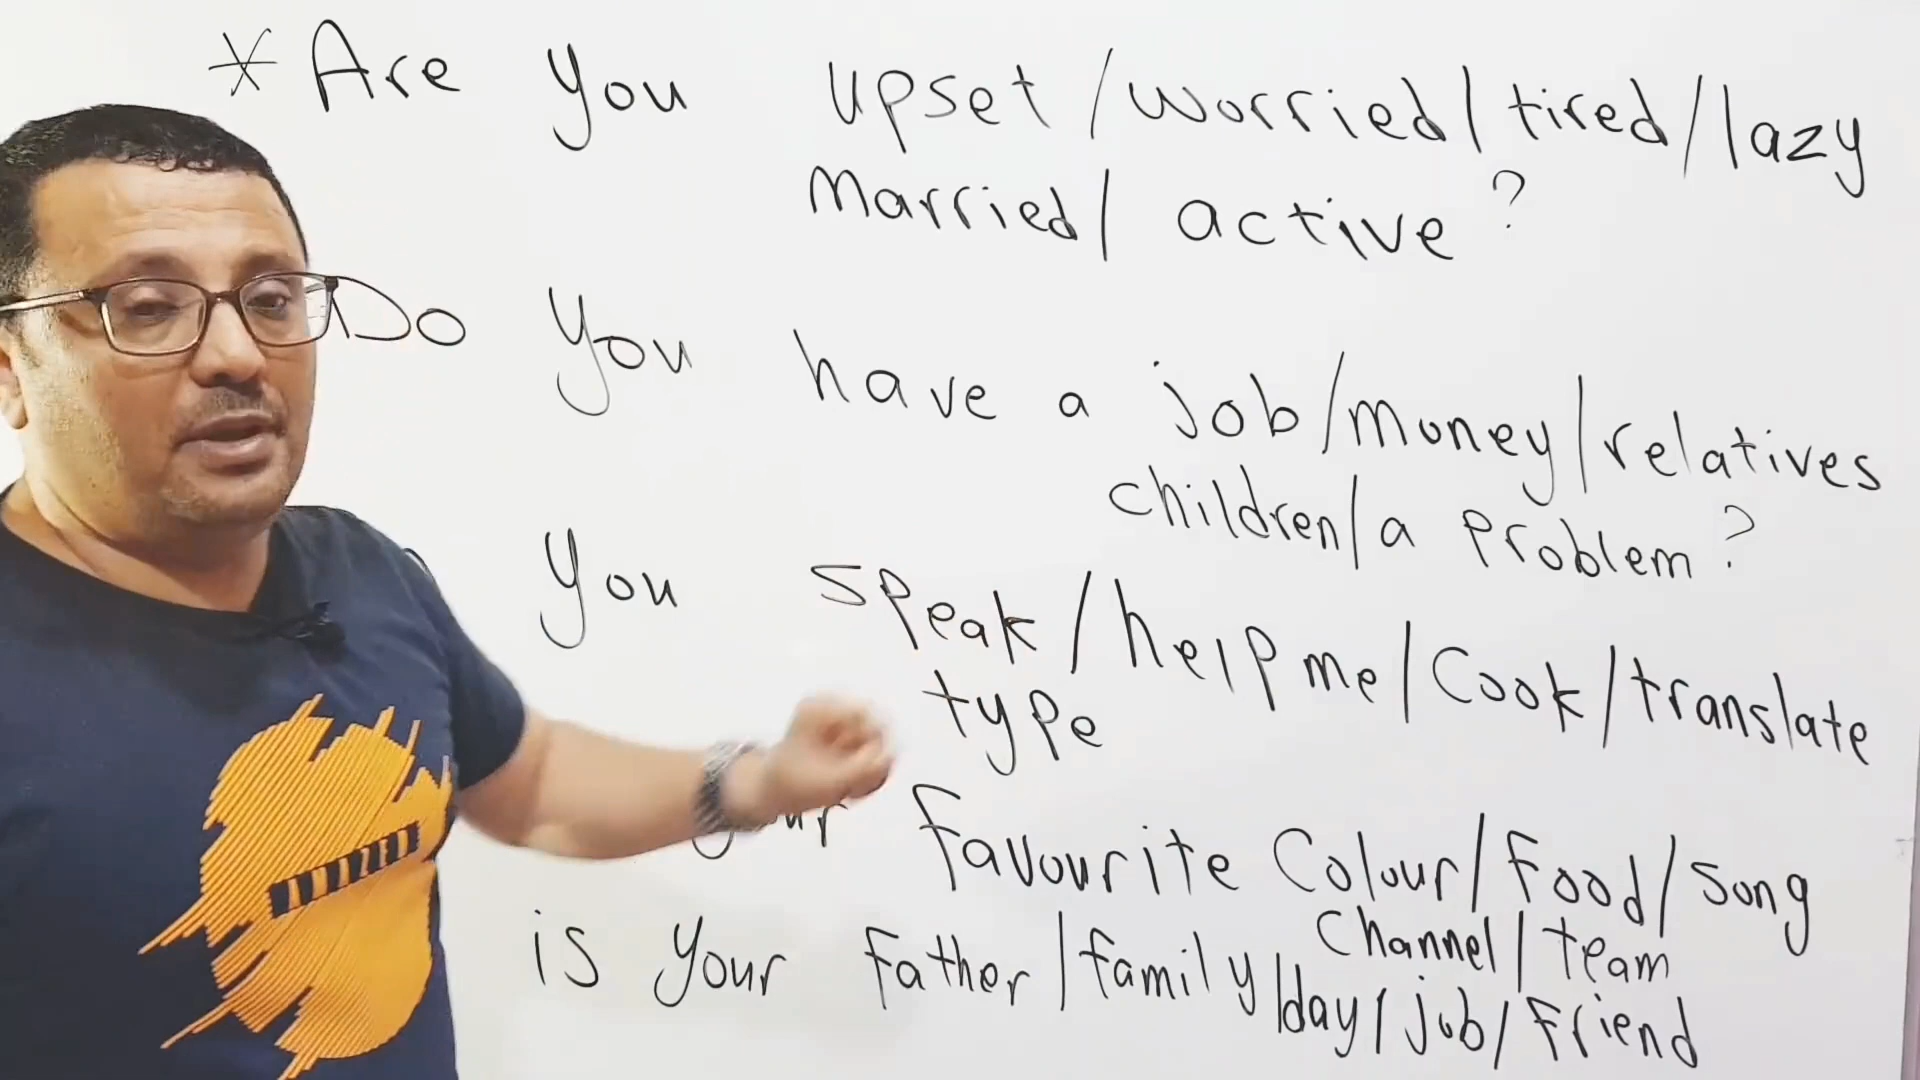 * Are you upset / worried / tired / lazy
married / active ?
Do you have a job / money / relatives
children / a problem ?
you speak / help me / Cook / translate
type
favourite Colour / Food / song
Channel / team
is your father / family / day / job / friend